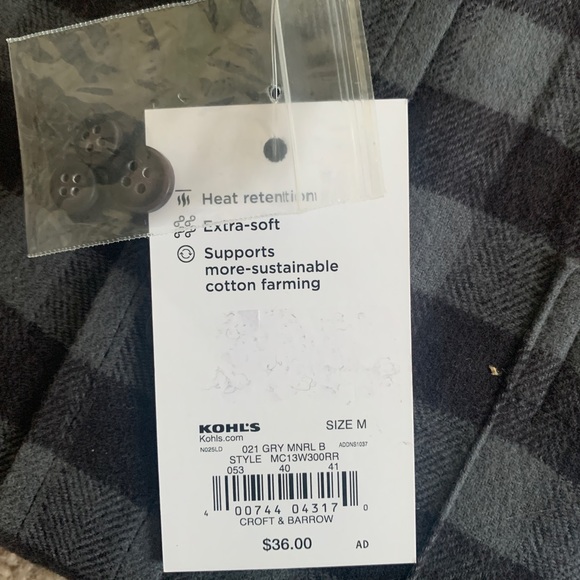 Heat retention
Extra-soft
Supports
more-sustainable
cotton farming
KOHL'S
SIZE M
Kohls.com
N025LD 021 GRY MNRL B ADDNS1037
STYLE MC13W300RR
053 40 41
4 00744 04317 0
CROFT & BARROW
$36.00 AD